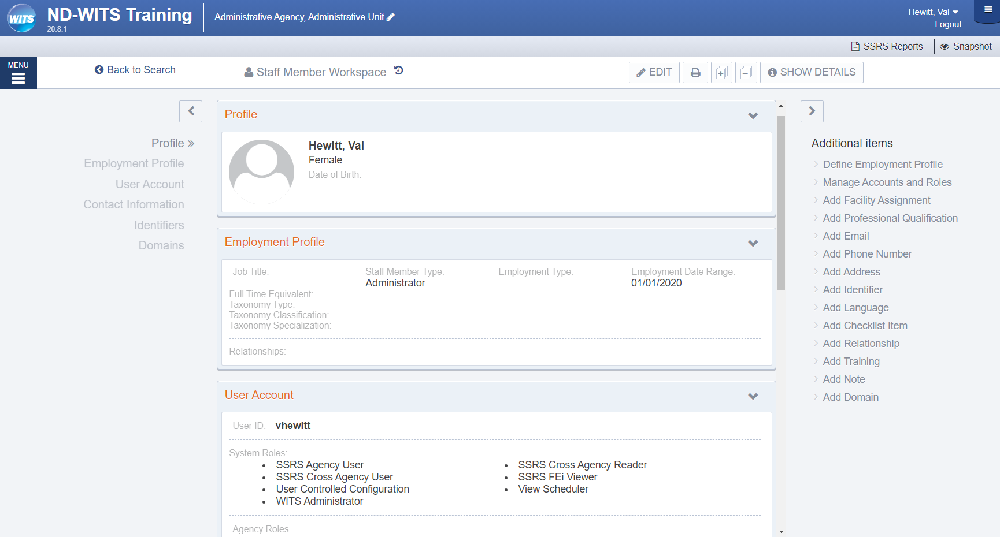 WITS
ND-WITS Training
20.8.1
Administrative Agency, Administrative Unit
Hewitt, Val
Logout
SSRS Reports
Snapshot
MENU
Back to Search
Staff Member Workspace
EDIT
SHOW DETAILS
Profile
Employment Profile
User Account
Contact Information
Identifiers
Domains
Profile
Hewitt, Val
Female
Date of Birth:
Employment Profile
Job Title:
Staff Member Type:
Administrator
Employment Type:
Employment Date Range:
01/01/2020
Full Time Equivalent:
Taxonomy Type:
Taxonomy Classification:
Taxonomy Specialization:
Relationships:
User Account
User ID: vhewitt
System Roles:
SSRS Agency User
SSRS Cross Agency User
User Controlled Configuration
WITS Administrator
SSRS Cross Agency Reader
SSRS FEi Viewer
View Scheduler
Agency Roles
Additional items
Define Employment Profile
Manage Accounts and Roles
Add Facility Assignment
Add Professional Qualification
Add Email
Add Phone Number
Add Address
Add Identifier
Add Language
Add Checklist Item
Add Relationship
Add Training
Add Note
Add Domain